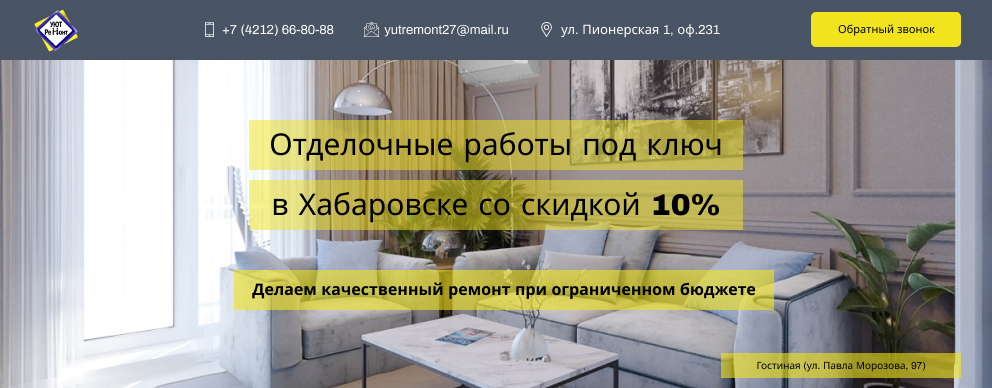 УЮТ
РеМонт
+7 (4212) 66-80-88
yutremont27@mail.ru
ул. Пионерская 1, оф.231
Обратный звонок
Отделочные работы под ключ
в Хабаровске со скидкой 10%
Делаем качественный ремонт при ограниченном бюджете
Гостиная (ул. Павла Морозова, 97)